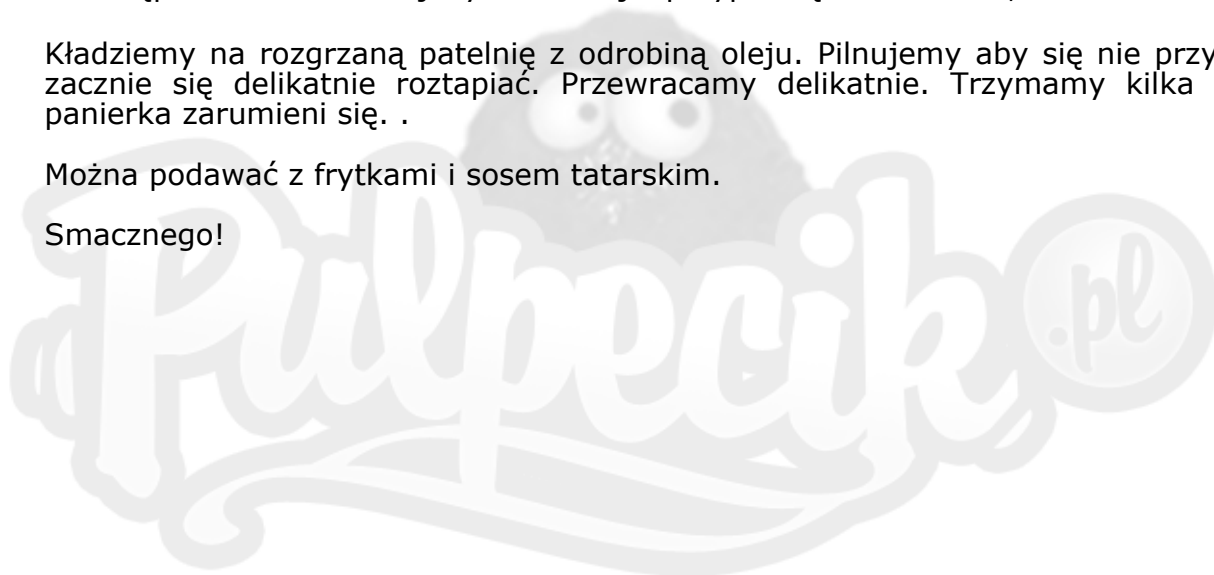 Kładziemy na rozgrzaną patelnię z odrobiną oleju. Pilnujemy aby się nie przy
zacznie się delikatnie roztapiać. Przewracamy delikatnie. Trzymamy kilka
panierka zarumieni się. .
Można podawać z frytkami i sosem tatarskim.
Smacznego!
Pulpecik.pl